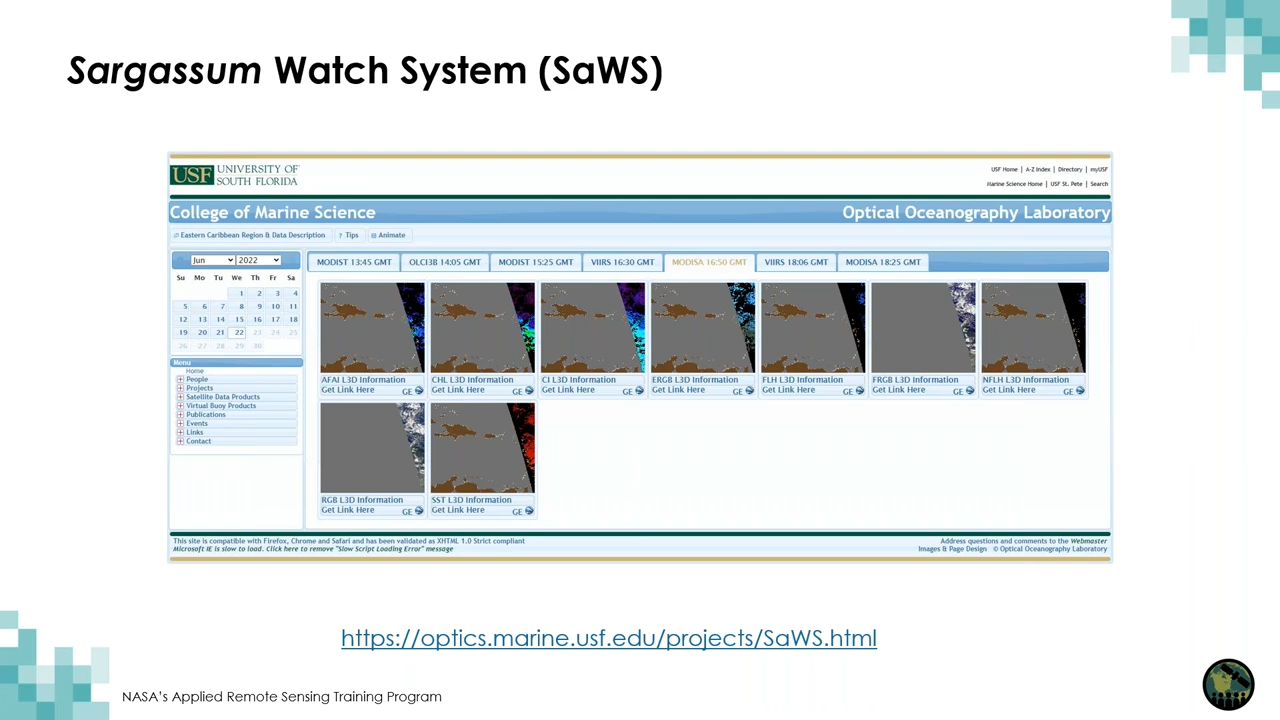 Sargassum Watch System (SaWS)
USF UNIVERSITY OF SOUTH FLORIDA
USF Home | A-Z Index | Directory | myUSF
Marine Science Home | USF St. Pete | Search
College of Marine Science
Optical Oceanography Laboratory
Eastern Caribbean Region & Data Description
? Tips
Animate
Jun 2022
Su Mo Tu We Th Fr Sa
1 2 3 4
5 6 7 8 9 10 11
12 13 14 15 16 17 18
19 20 21 22 23 24 25
26 27 28 29 30
Menu
Home
People
Projects
Satellite Data Products
Virtual Buoy Products
Publications
Events
Links
Contact
MODIST 13:45 GMT
OLCI3B 14:05 GMT
MODIST 15:25 GMT
VIIRS 16:30 GMT
MODISA 16:50 GMT
VIIRS 18:06 GMT
MODISA 18:25 GMT
AFAI L3D Information
Get Link Here GE
CHL L3D Information
Get Link Here GE
CI L3D Information
Get Link Here GE
ERGB L3D Information
Get Link Here GE
FLH L3D Information
Get Link Here GE
FRGB L3D Information
Get Link Here GE
NFLH L3D Information
Get Link Here GE
RGB L3D Information
Get Link Here GE
SST L3D Information
Get Link Here GE
This site is compatible with Firefox, Chrome and Safari and has been validated as XHTML 1.0 Strict compliant
Microsoft IE is slow to load. Click here to remove "Slow Script Loading Error" message
Address questions and comments to the Webmaster
Images & Page Design © Optical Oceanography Laboratory
https://optics.marine.usf.edu/projects/SaWS.html
NASA's Applied Remote Sensing Training Program